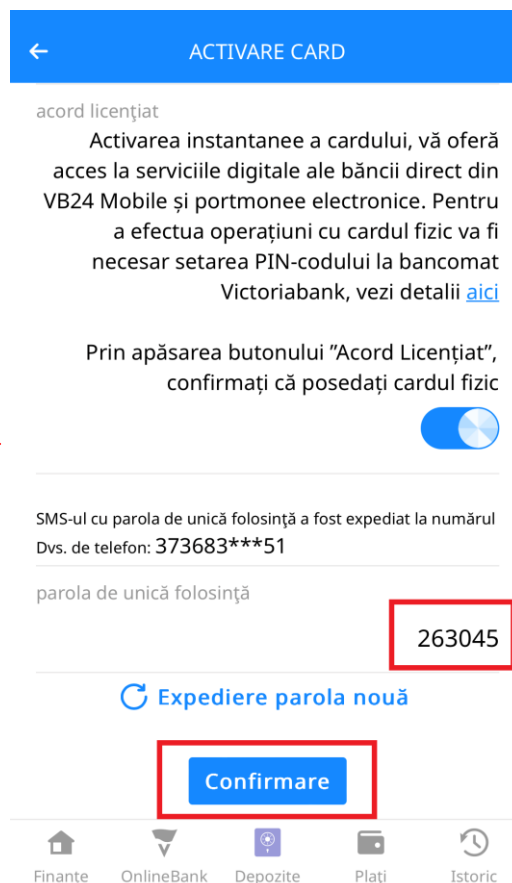 ACTIVARE CARD
acord licenţiat
Activarea instantanee a cardului, vă oferă
acces la serviciile digitale ale băncii direct din
VB24 Mobile și portmonee electronice. Pentru
a efectua operațiuni cu cardul fizic va fi
necesar setarea PIN-codului la bancomat
Victoriabank, vezi detalii aici
Prin apăsarea butonului ”Acord Licențiat”,
confirmați că posedați cardul fizic
SMS-ul cu parola de unică folosinţă a fost expediat la numărul
Dvs. de telefon: 373683***51
parola de unică folosinţă
263045
Expediere parola nouă
Confirmare
Finante OnlineBank Depozite Plati Istoric